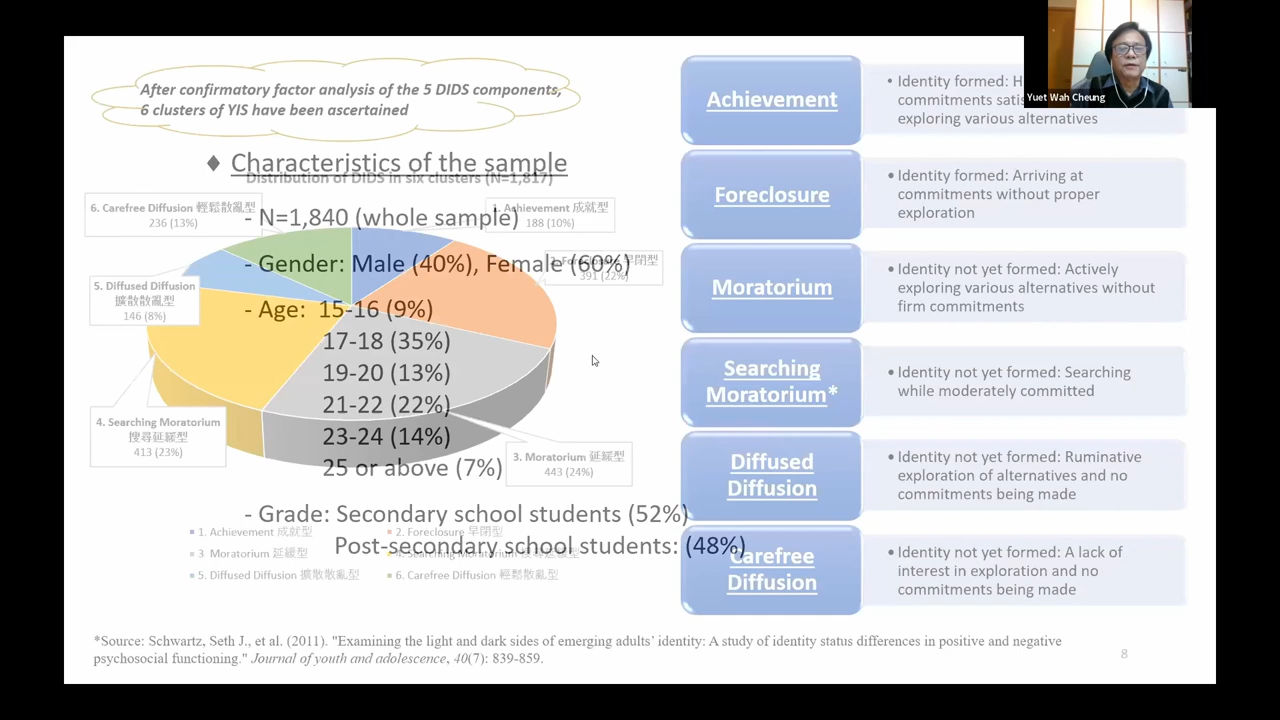 After confirmatory factor analysis of the 5 DIDS components,
6 clusters of YIS have been ascertained
♦ Characteristics of the sample
Distribution of DIDS in six clusters (N=1,817)
- N=1,840 (whole sample)
- Gender: Male (40%), Female (60%)
- Age: 15-16 (9%)
17-18 (35%)
19-20 (13%)
21-22 (22%)
23-24 (14%)
25 or above (7%)
- Grade: Secondary school students (52%)
Post-secondary school students: (48%)
6. Carefree Diffusion 輕鬆散亂型
236 (13%)
1. Achievement 成就型
188 (10%)
2. Foreclosure 早閉型
391 (22%)
5. Diffused Diffusion
擴散散亂型
146 (8%)
4. Searching Moratorium
搜尋延緩型
413 (23%)
3. Moratorium 延緩型
443 (24%)
1. Achievement 成就型
2. Foreclosure 早閉型
3 Moratorium 延緩型
4. Searching Moratorium 搜尋延緩型
5. Diffused Diffusion 擴散散亂型
6. Carefree Diffusion 輕鬆散亂型
Achievement
• Identity formed: H
commitments satis
exploring various alternatives
Foreclosure
• Identity formed: Arriving at
commitments without proper
exploration
Moratorium
• Identity not yet formed: Actively
exploring various alternatives without
firm commitments
Searching
Moratorium*
• Identity not yet formed: Searching
while moderately committed
Diffused
Diffusion
• Identity not yet formed: Ruminative
exploration of alternatives and no
commitments being made
Carefree
Diffusion
• Identity not yet formed: A lack of
interest in exploration and no
commitments being made
*Source: Schwartz, Seth J., et al. (2011). "Examining the light and dark sides of emerging adults' identity: A study of identity status differences in positive and negative
psychosocial functioning." Journal of youth and adolescence, 40(7): 839-859.
8
Yuet Wah Cheung